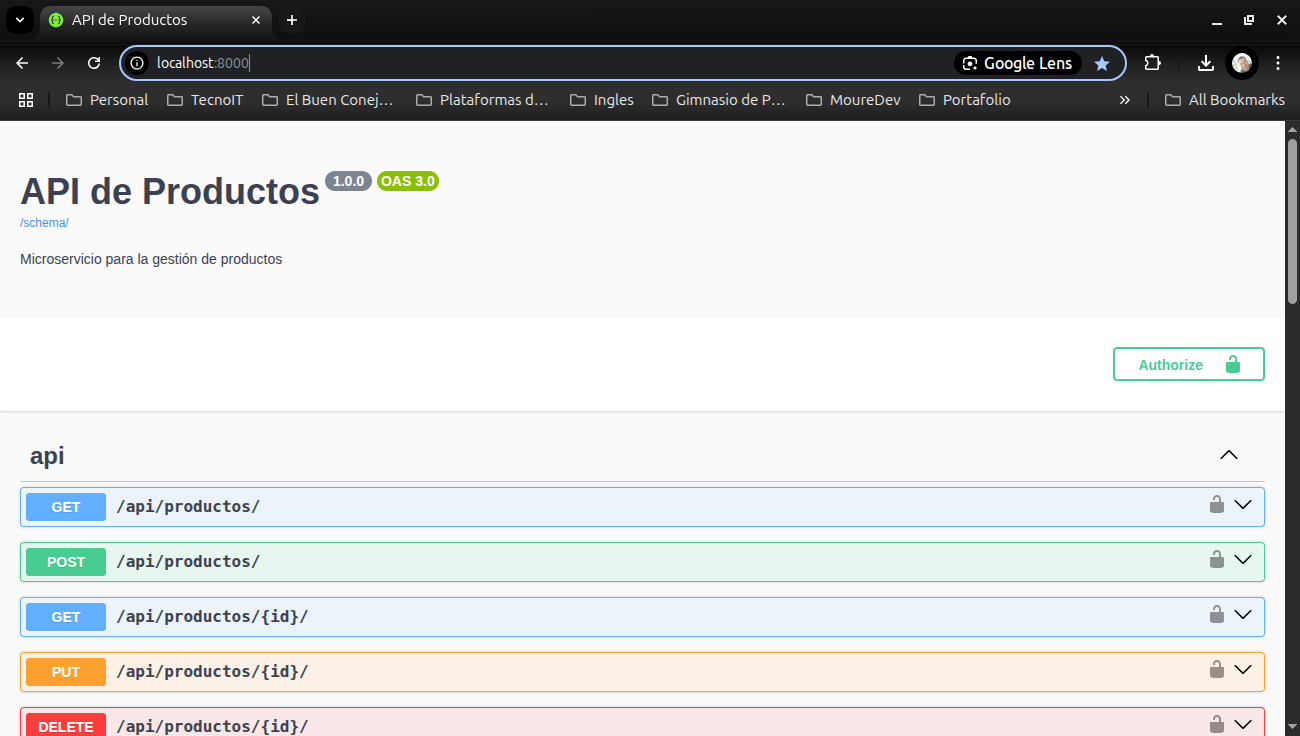 API de Productos
localhost:8000
Google Lens
Personal TecnoIT El Buen Conej... Plataformas d... Ingles Gimnasio de P... MoureDev Portafolio » All Bookmarks
API de Productos 1.0.0 OAS 3.0
/schema/
Microservicio para la gestión de productos
Authorize
api
GET /api/productos/
POST /api/productos/
GET /api/productos/{id}/
PUT /api/productos/{id}/
DELETE /api/productos/{id}/